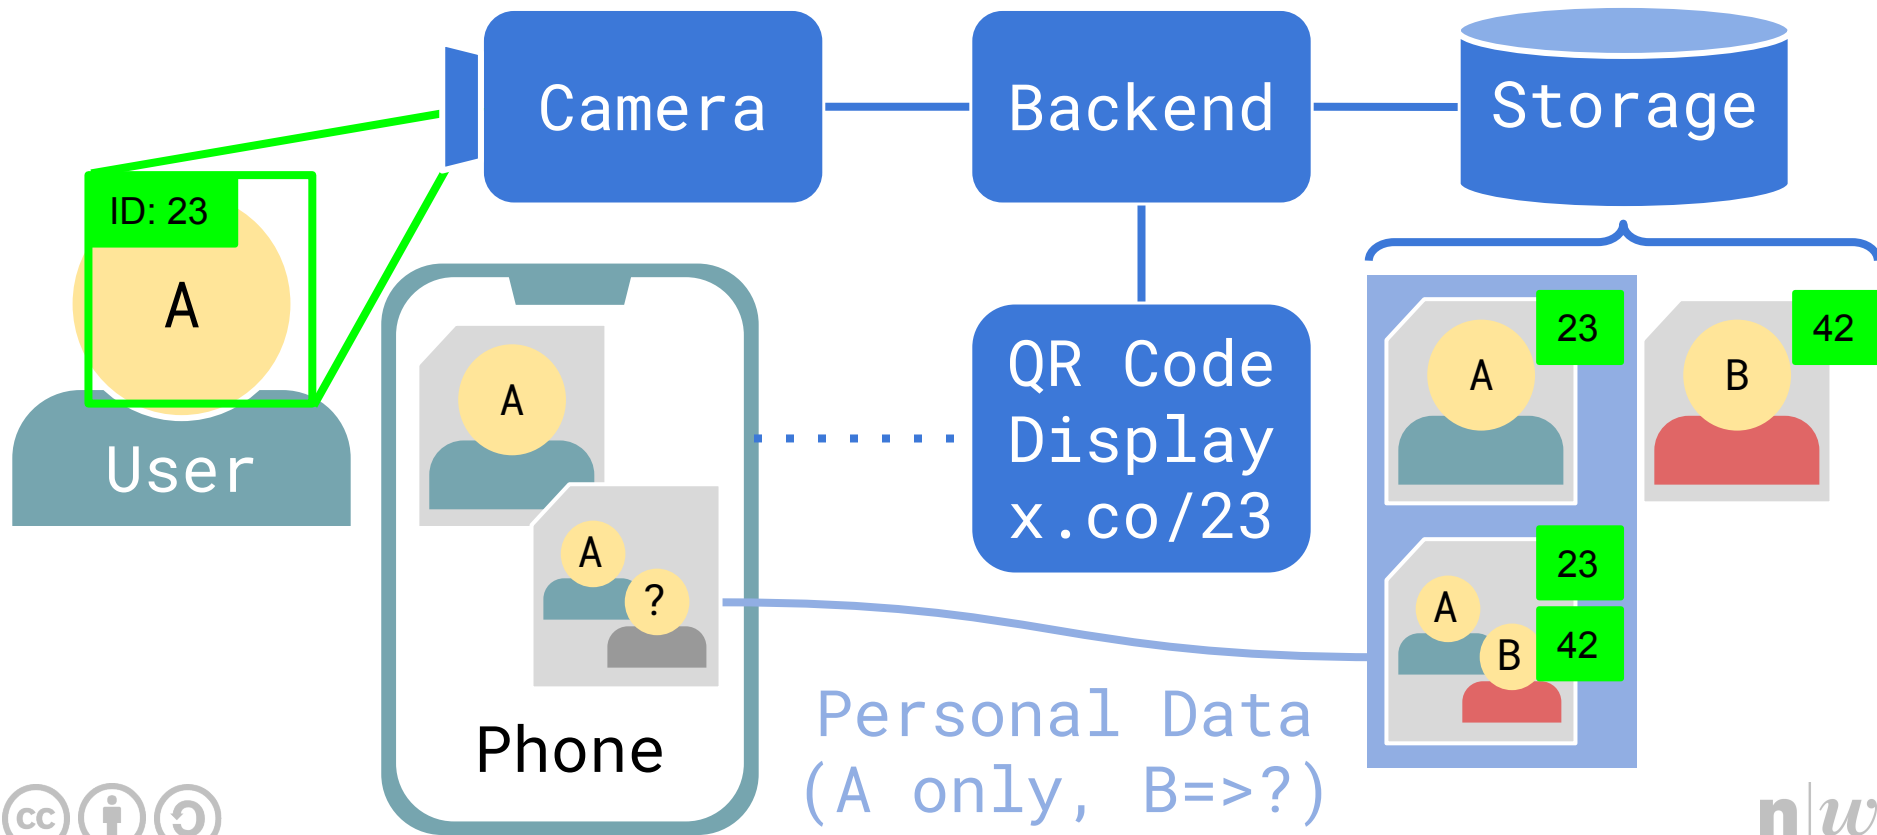 Camera
Backend
Storage
ID: 23
A
User
A
A
?
Phone
QR Code
Display
x.co/23
A
23
B
42
A
B
23
42
Personal Data
(A only, B=>?)
cc
n|w